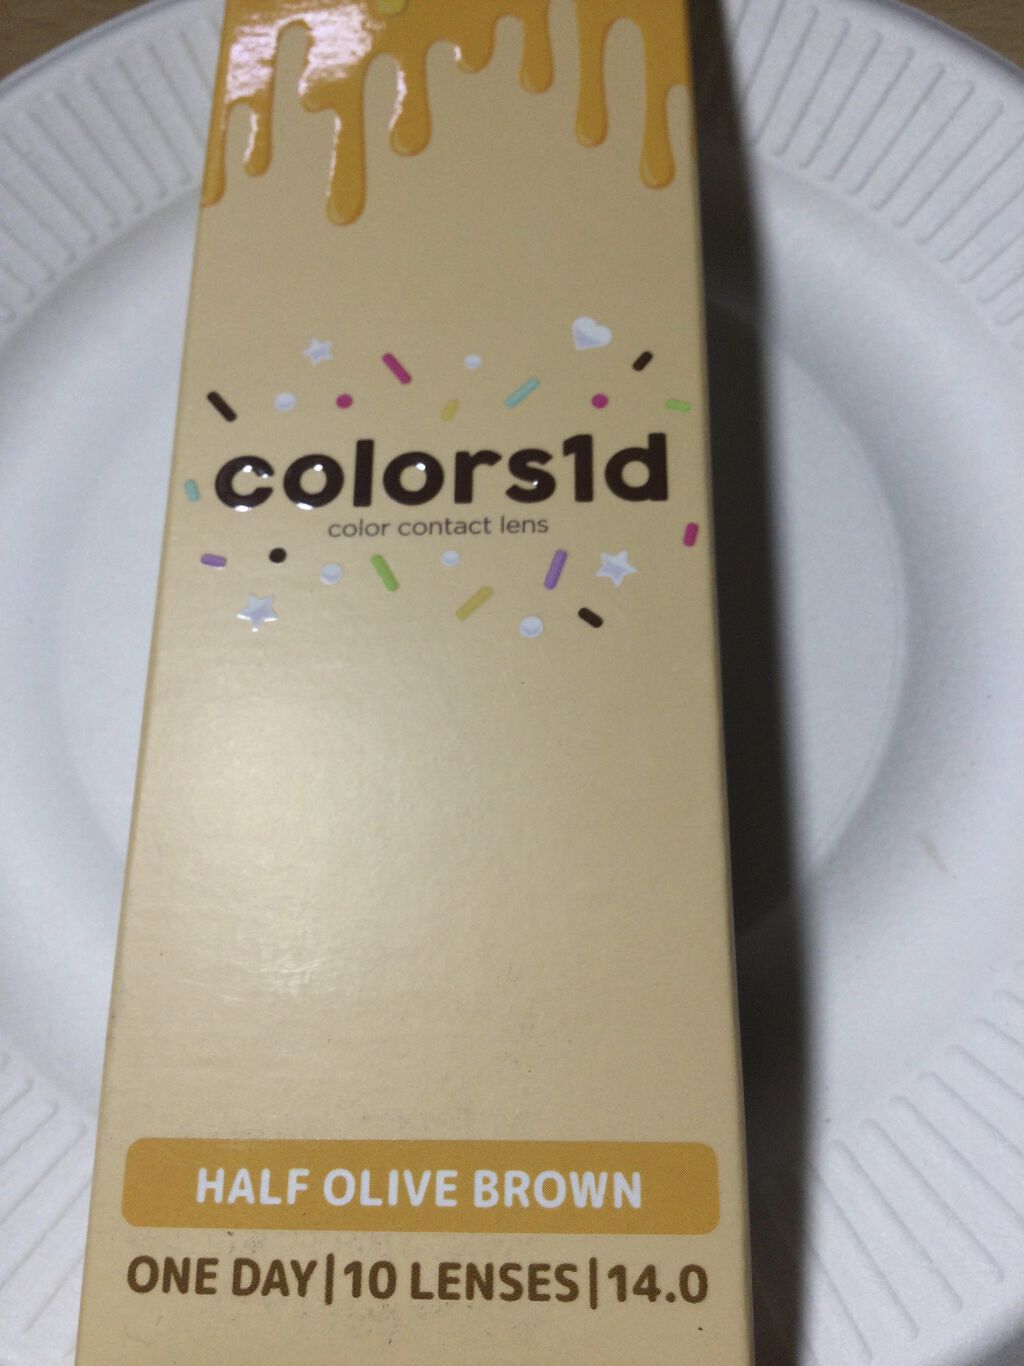 colors1d
color contact lens
HALF OLIVE BROWN
ONE DAY|10 LENSES|14.0